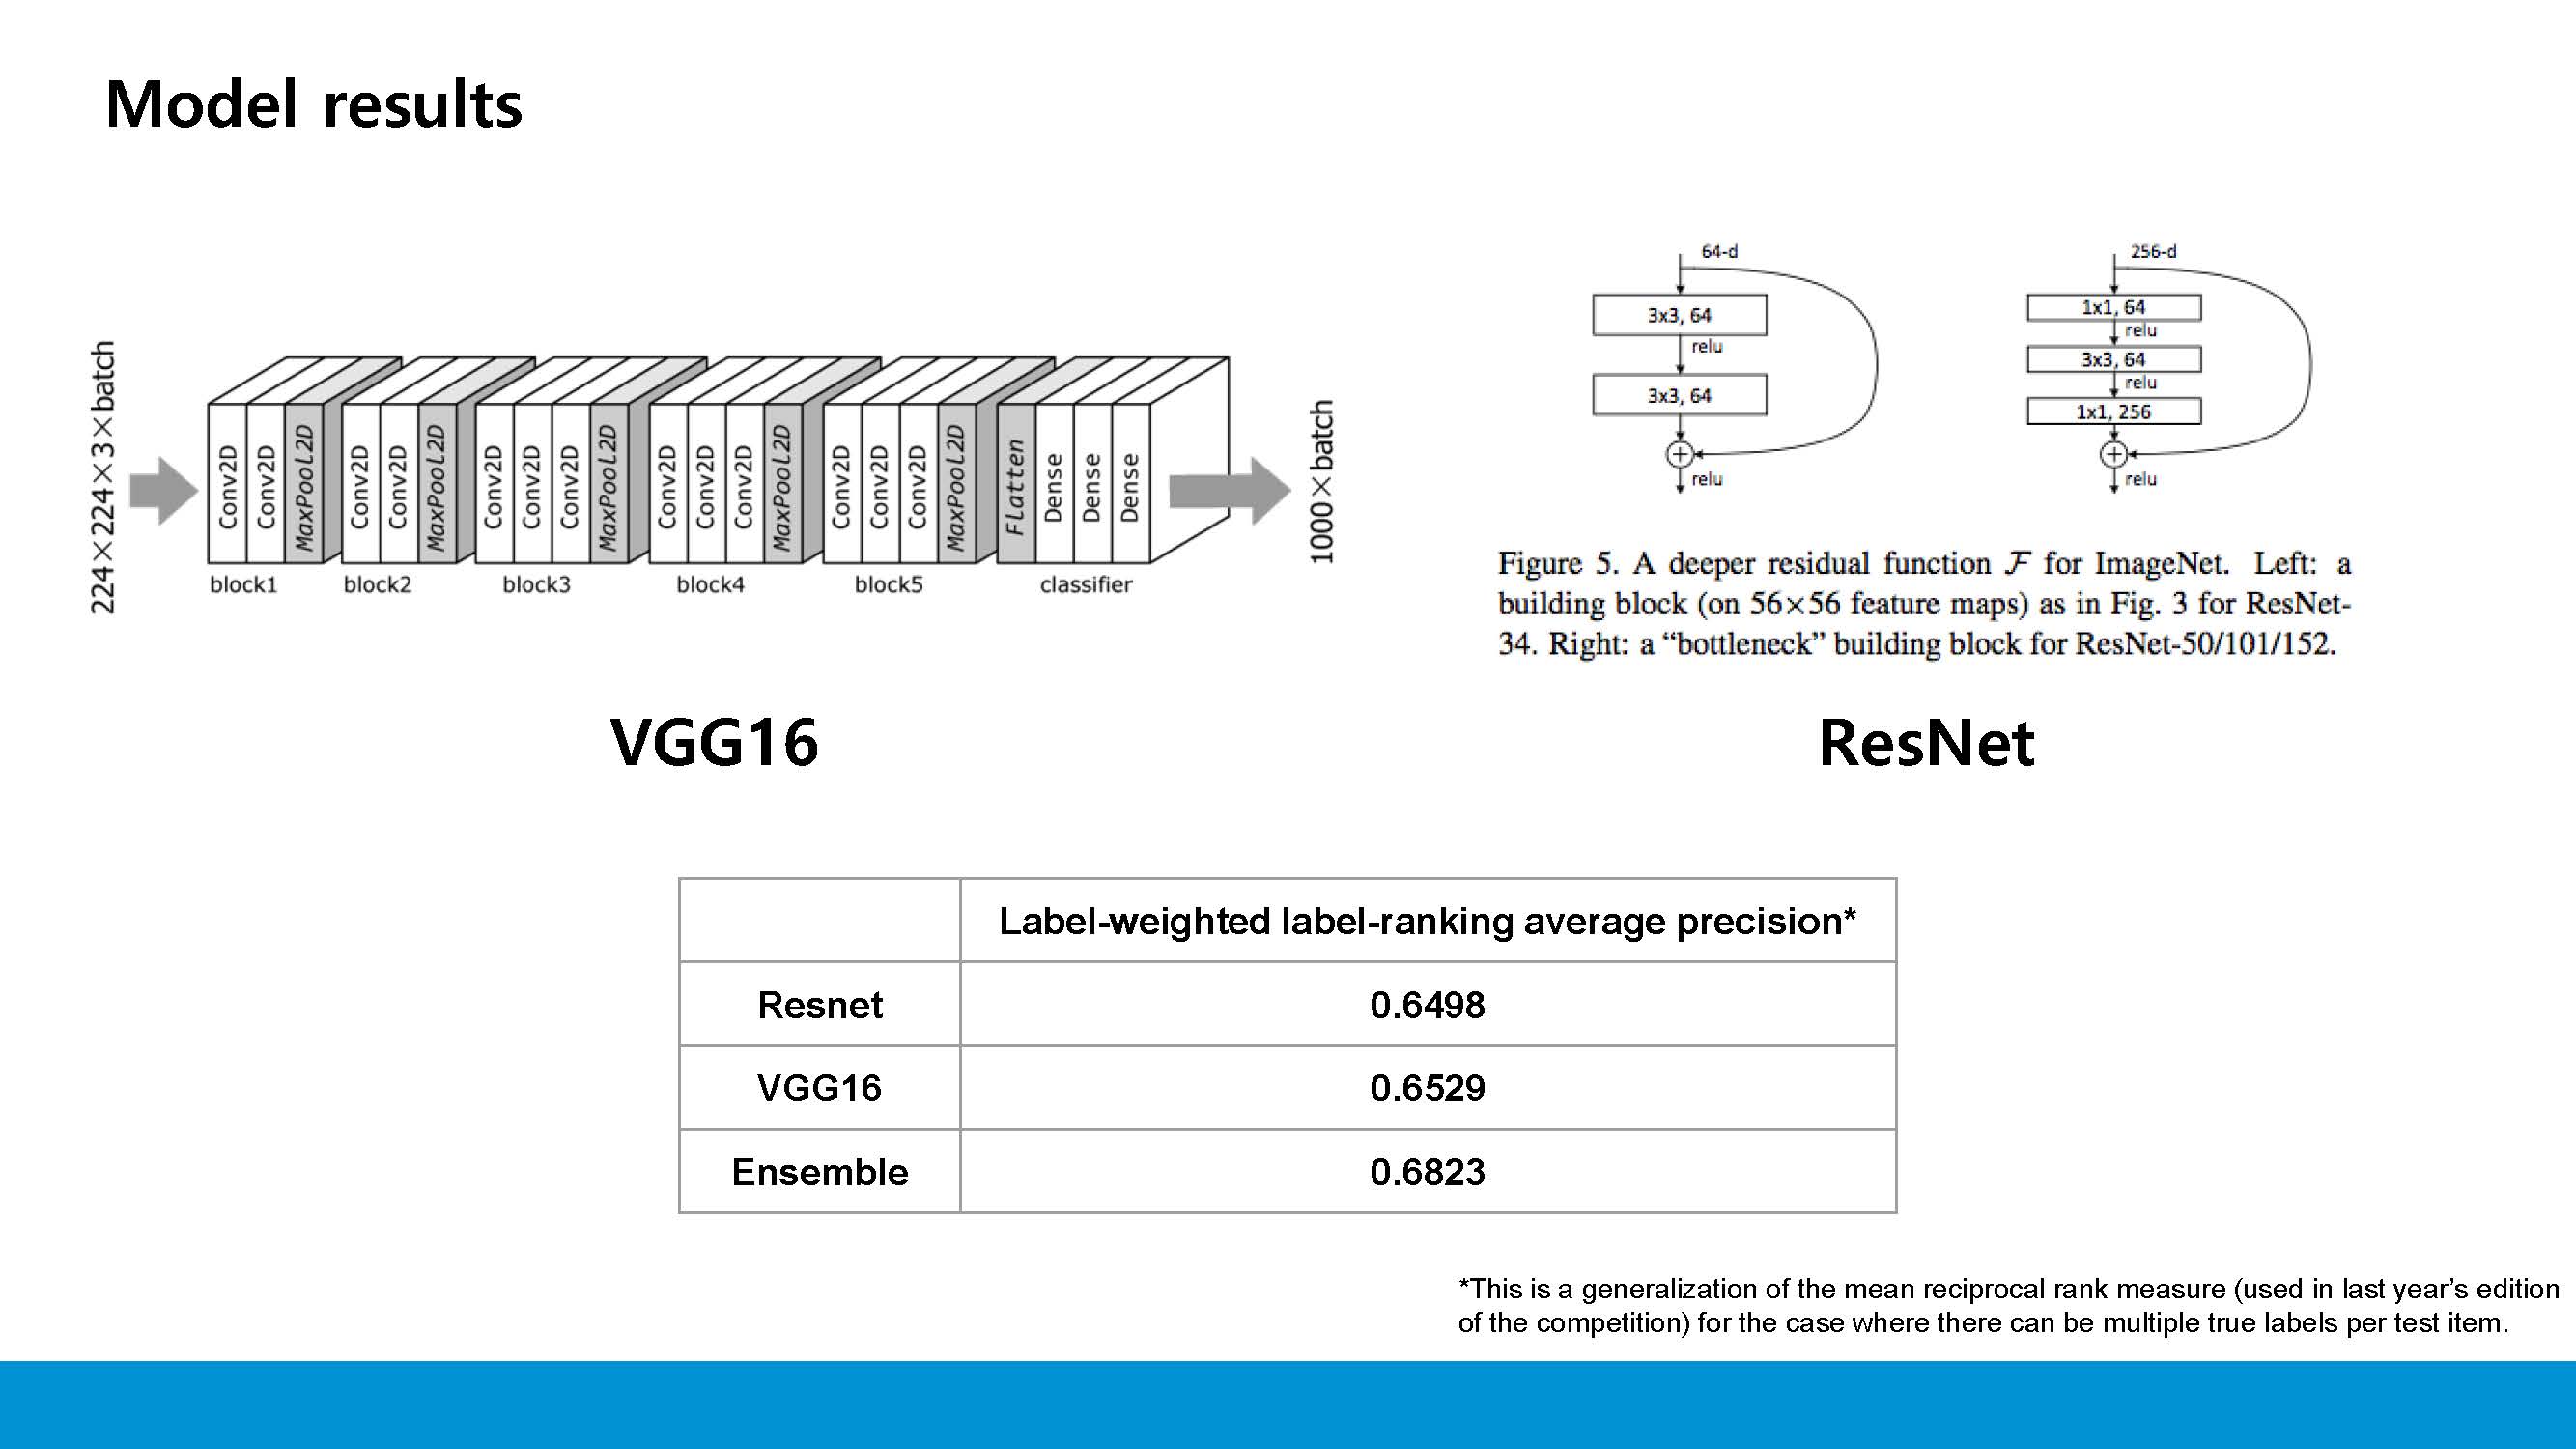 Model results
224×224×3×batch
Conv2D
Conv2D
MaxPool2D
block1
Conv2D
Conv2D
MaxPool2D
block2
Conv2D
Conv2D
Conv2D
MaxPool2D
block3
Conv2D
Conv2D
Conv2D
MaxPool2D
block4
Conv2D
Conv2D
Conv2D
MaxPool2D
block5
Flatten
Dense
Dense
Dense
classifier
1000×batch
64-d
3x3, 64
relu
3x3, 64
+
relu
256-d
1x1, 64
relu
3x3, 64
relu
1x1, 256
+
relu
Figure 5. A deeper residual function F for ImageNet. Left: a
building block (on 56×56 feature maps) as in Fig. 3 for ResNet-
34. Right: a “bottleneck” building block for ResNet-50/101/152.
VGG16
ResNet
Label-weighted label-ranking average precision*
Resnet 0.6498
VGG16 0.6529
Ensemble 0.6823
*This is a generalization of the mean reciprocal rank measure (used in last year’s edition
of the competition) for the case where there can be multiple true labels per test item.